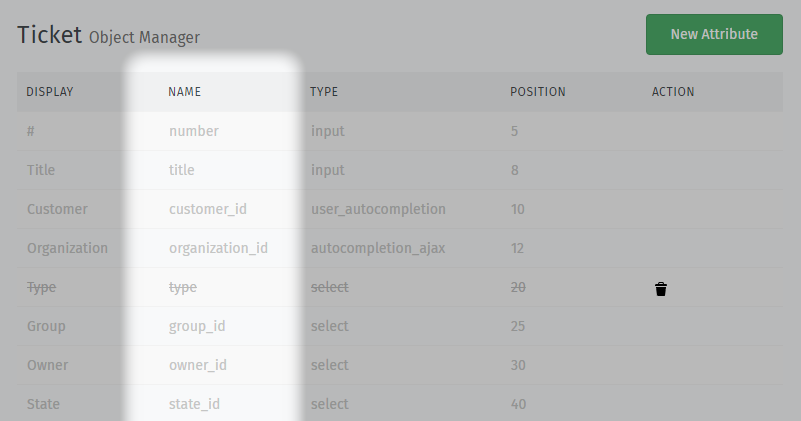 Ticket Object Manager
New Attribute
DISPLAY NAME TYPE POSITION ACTION
# number input 5
Title title input 8
Customer customer_id user_autocompletion 10
Organization organization_id autocompletion_ajax 12
Type type select 20
Group group_id select 25
Owner owner_id select 30
State state_id select 40